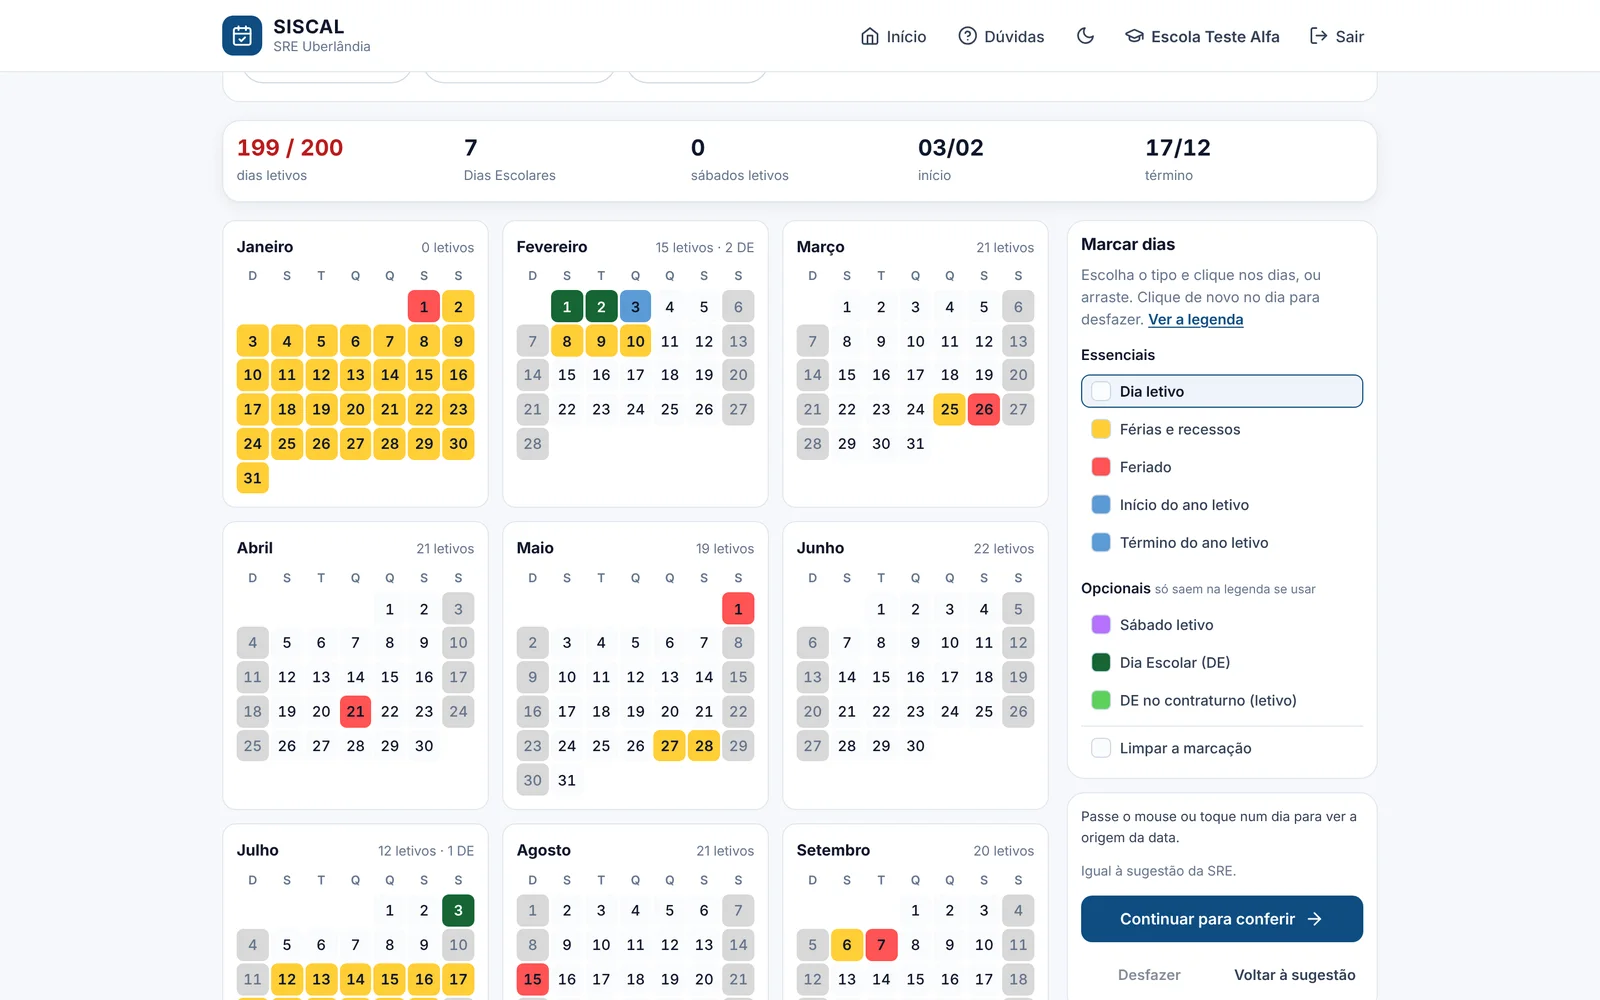 SISCAL
SRE Uberlândia
Início
Dúvidas
Escola Teste Alfa
Sair
199 / 200
dias letivos
7
Dias Escolares
0
sábados letivos
03/02
início
17/12
término
Janeiro 0 letivos
D S T Q Q S S
1 2
3 4 5 6 7 8 9
10 11 12 13 14 15 16
17 18 19 20 21 22 23
24 25 26 27 28 29 30
31
Fevereiro 15 letivos · 2 DE
D S T Q Q S S
1 2 3 4 5 6
7 8 9 10 11 12 13
14 15 16 17 18 19 20
21 22 23 24 25 26 27
28
Março 21 letivos
D S T Q Q S S
1 2 3 4 5 6
7 8 9 10 11 12 13
14 15 16 17 18 19 20
21 22 23 24 25 26 27
28 29 30 31
Abril 21 letivos
D S T Q Q S S
1 2 3
4 5 6 7 8 9 10
11 12 13 14 15 16 17
18 19 20 21 22 23 24
25 26 27 28 29 30
Maio 19 letivos
D S T Q Q S S
1
2 3 4 5 6 7 8
9 10 11 12 13 14 15
16 17 18 19 20 21 22
23 24 25 26 27 28 29
30 31
Junho 22 letivos
D S T Q Q S S
1 2 3 4 5
6 7 8 9 10 11 12
13 14 15 16 17 18 19
20 21 22 23 24 25 26
27 28 29 30
Julho 12 letivos · 1 DE
D S T Q Q S S
1 2 3
4 5 6 7 8 9 10
11 12 13 14 15 16 17
Agosto 21 letivos
D S T Q Q S S
1 2 3 4 5 6 7
8 9 10 11 12 13 14
15 16 17 18 19 20 21
Setembro 20 letivos
D S T Q Q S S
1 2 3 4
5 6 7 8 9 10 11
12 13 14 15 16 17 18
Marcar dias
Escolha o tipo e clique nos dias, ou
arraste. Clique de novo no dia para
desfazer. Ver a legenda
Essenciais
Dia letivo
Férias e recessos
Feriado
Início do ano letivo
Término do ano letivo
Opcionais só saem na legenda se usar
Sábado letivo
Dia Escolar (DE)
DE no contraturno (letivo)
Limpar a marcação
Passe o mouse ou toque num dia para ver a
origem da data.
Igual à sugestão da SRE.
Continuar para conferir
Desfazer
Voltar à sugestão